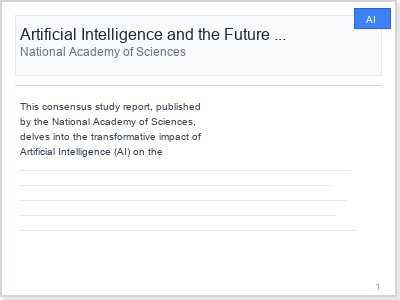 AI
Artificial Intelligence and the Future ...
National Academy of Sciences
This consensus study report, published
by the National Academy of Sciences,
delves into the transformative impact of
Artificial Intelligence (AI) on the
1